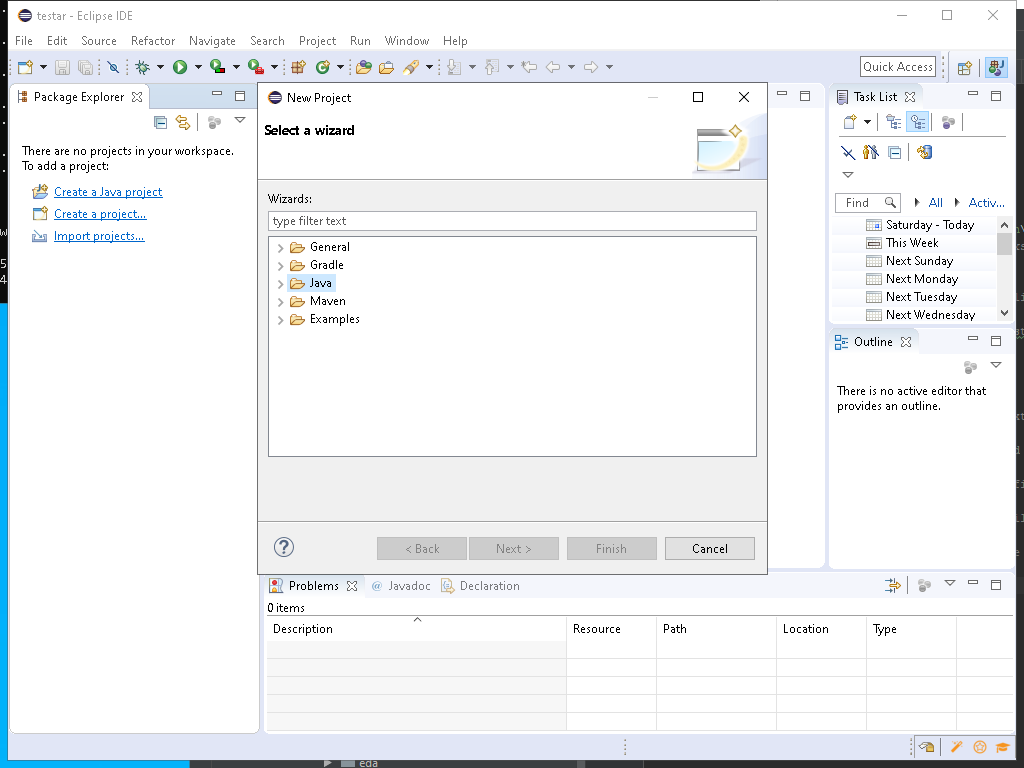 testar - Eclipse IDE
File Edit Source Refactor Navigate Search Project Run Window Help
Quick Access
Package Explorer
There are no projects in your workspace.
To add a project:
Create a Java project
Create a project...
Import projects...
New Project
Select a wizard
Wizards:
type filter text
General
Gradle
Java
Maven
Examples
?
< Back Next > Finish Cancel
Task List
Find All Activ...
Saturday - Today
This Week
Next Sunday
Next Monday
Next Tuesday
Next Wednesday
Outline
There is no active editor that
provides an outline.
Problems @ Javadoc Declaration
0 items
Description Resource Path Location Type
eda